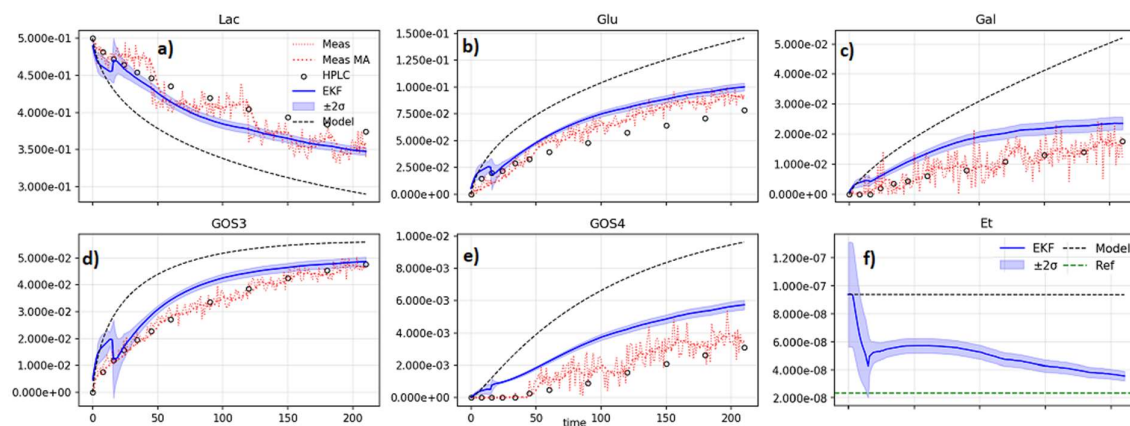 Lac
5.000e-01
4.500e-01
4.000e-01
3.500e-01
3.000e-01
a)
Meas
Meas MA
HPLC
EKF
±2σ
Model
Glu
1.500e-01
1.250e-01
1.000e-01
7.500e-02
5.000e-02
2.500e-02
0.000e+00
b)
Gal
5.000e-02
4.000e-02
3.000e-02
2.000e-02
1.000e-02
0.000e+00
c)
GOS3
5.000e-02
4.000e-02
3.000e-02
2.000e-02
1.000e-02
0.000e+00
d)
0 50 100 150 200
GOS4
1.000e-02
8.000e-03
6.000e-03
4.000e-03
2.000e-03
0.000e+00
e)
0 50 100 150 200
time
Et
1.200e-07
1.000e-07
8.000e-08
6.000e-08
4.000e-08
2.000e-08
f)
EKF
±2σ
Model
Ref